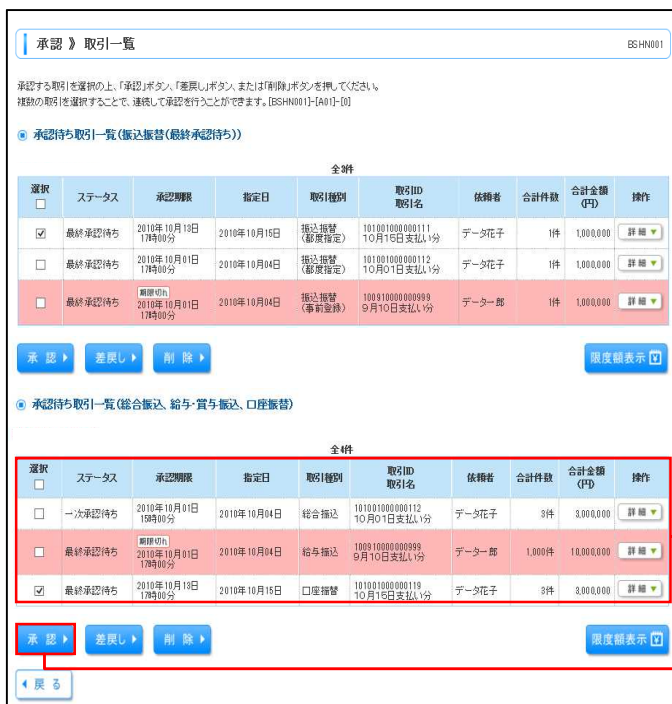 承認 》 取引一覧 BSHN001
承認する取引を選択の上、「承認」ボタン、「差戻し」ボタン、または「削除」ボタンを押してください。
複数の取引を選択することで、連続して承認を行うことができます。[BSHN001]-[A01]-[0]
承認待ち取引一覧(振込振替(最終承認待ち))
全3件
選択 ステータス 承認期限 指定日 取引種別 取引ID 取引名 依頼者 合計件数 合計金額(円) 操作
最終承認待ち 2010年10月13日 17時00分 2010年10月15日 振込振替(都度指定) 101001000000111 10月15日支払い分 データ花子 1件 1,000,000 詳細▼
最終承認待ち 2010年10月01日 17時00分 2010年10月04日 振込振替(都度指定) 101001000000112 10月01日支払い分 データ花子 1件 1,000,000 詳細▼
最終承認待ち 期限切れ 2010年10月01日 17時00分 2010年10月04日 振込振替(事前登録) 100910000000999 9月10日支払い分 データ一郎 1件 1,000,000 詳細▼
承認 差戻し 削除 限度額表示
承認待ち取引一覧(総合振込、給与・賞与振込、口座振替)
全4件
選択 ステータス 承認期限 指定日 取引種別 取引ID 取引名 依頼者 合計件数 合計金額(円) 操作
一次承認待ち 2010年10月01日 15時00分 2010年10月04日 総合振込 101001000000112 10月01日支払い分 データ花子 3件 3,000,000 詳細▼
最終承認待ち 期限切れ 2010年10月01日 17時00分 2010年10月04日 給与振込 100910000000999 9月10日支払い分 データ一郎 1,000件 10,000,000 詳細▼
最終承認待ち 2010年10月13日 17時00分 2010年10月15日 口座振替 101001000000119 10月15日支払い分 データ花子 3件 3,000,000 詳細▼
承認 差戻し 削除 限度額表示
戻る